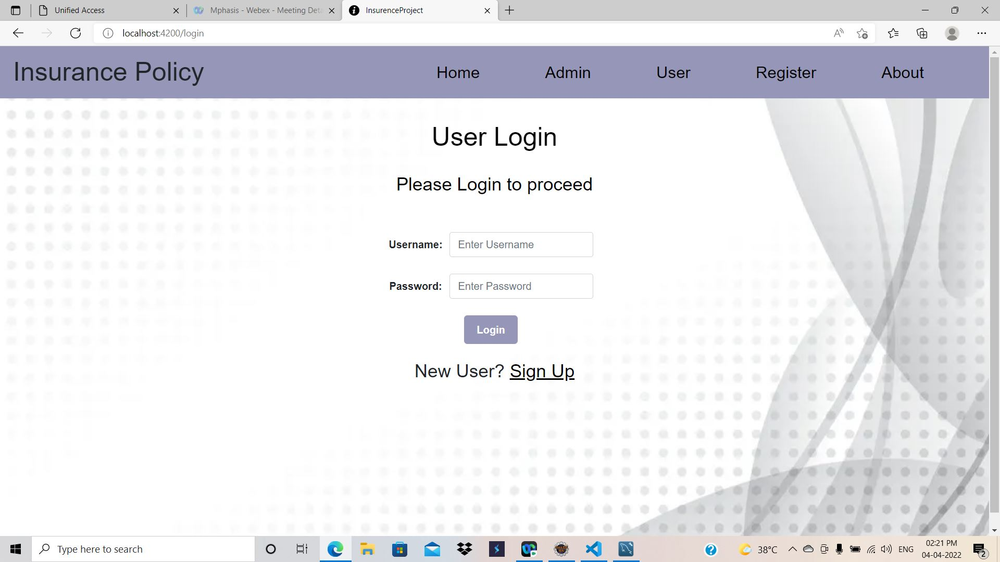 Unified Access
Mphasis - Webex - Meeting Deta
InsurenceProject
localhost:4200/login
Insurance Policy
Home
Admin
User
Register
About
User Login
Please Login to proceed
Username:
Enter Username
Password:
Enter Password
Login
New User? Sign Up
Type here to search
38°C
ENG
02:21 PM
04-04-2022
2